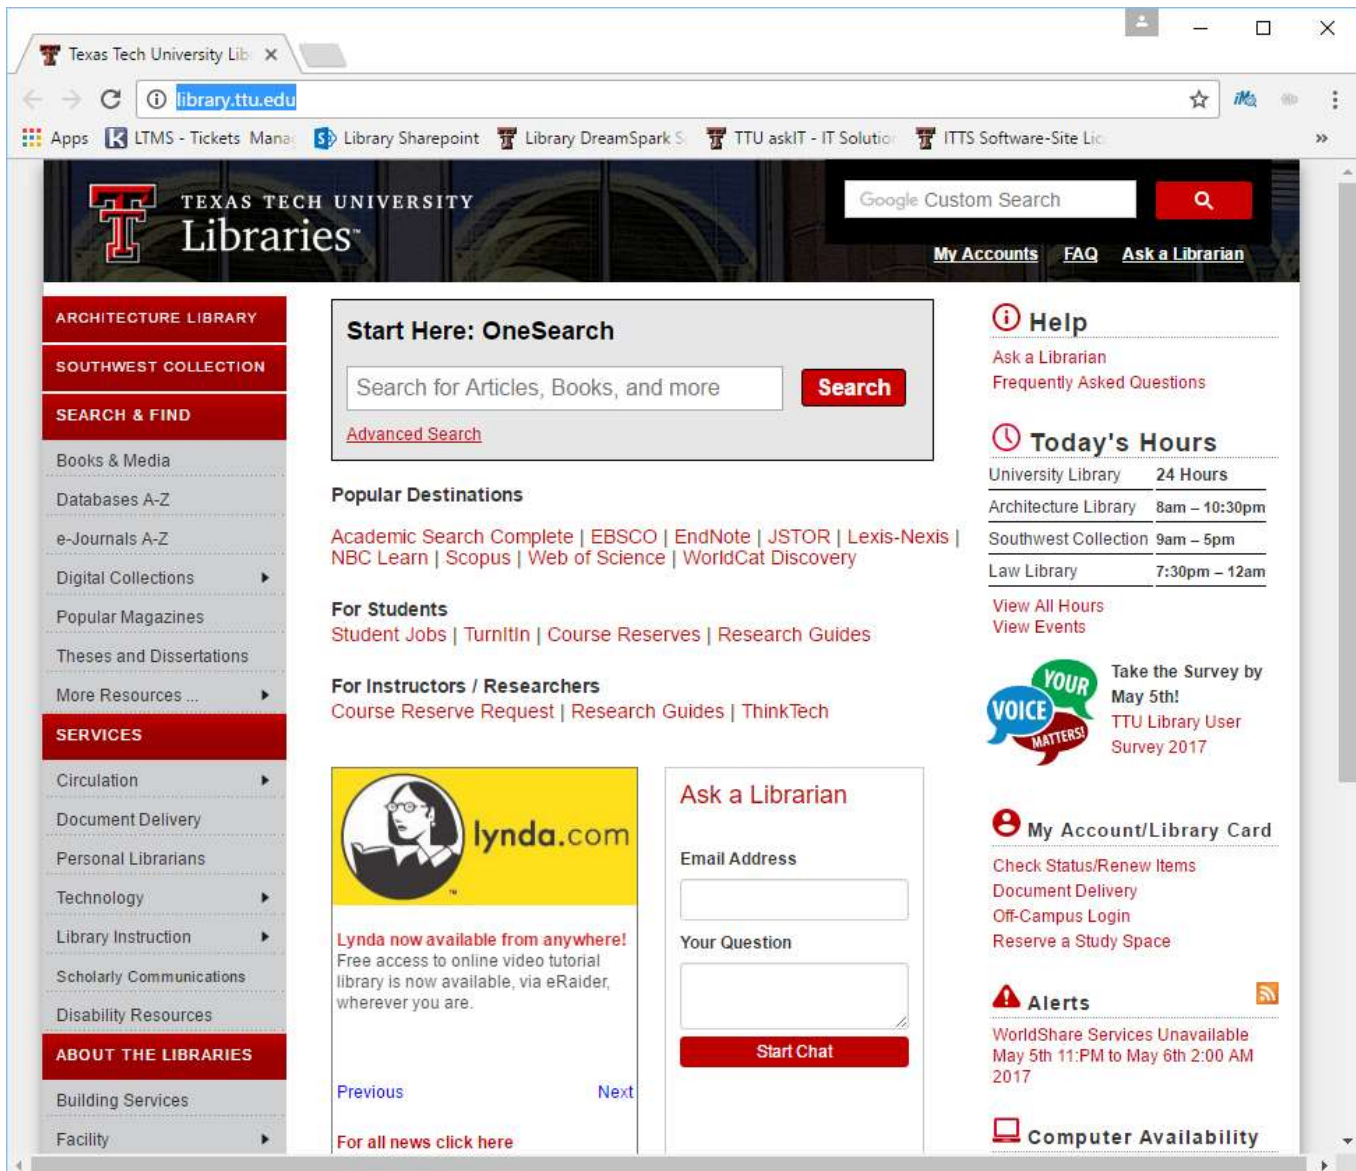 Texas Tech University Lib
library.ttu.edu
Apps LTMS - Tickets Mana Library Sharepoint Library DreamSpark S TTU askIT - IT Solutio ITTS Software-Site Lic
TEXAS TECH UNIVERSITY
Libraries™
Google Custom Search
My Accounts FAQ Ask a Librarian
ARCHITECTURE LIBRARY
SOUTHWEST COLLECTION
SEARCH & FIND
Books & Media
Databases A-Z
e-Journals A-Z
Digital Collections
Popular Magazines
Theses and Dissertations
More Resources ...
SERVICES
Circulation
Document Delivery
Personal Librarians
Technology
Library Instruction
Scholarly Communications
Disability Resources
ABOUT THE LIBRARIES
Building Services
Facility
Start Here: OneSearch
Search for Articles, Books, and more Search
Advanced Search
Popular Destinations
Academic Search Complete | EBSCO | EndNote | JSTOR | Lexis-Nexis |
NBC Learn | Scopus | Web of Science | WorldCat Discovery
For Students
Student Jobs | TurnItIn | Course Reserves | Research Guides
For Instructors / Researchers
Course Reserve Request | Research Guides | ThinkTech
lynda.com
™
Lynda now available from anywhere!
Free access to online video tutorial
library is now available, via eRaider,
wherever you are.
Previous Next
For all news click here
Ask a Librarian
Email Address
Your Question
Start Chat
Help
Ask a Librarian
Frequently Asked Questions
Today's Hours
University Library 24 Hours
Architecture Library 8am – 10:30pm
Southwest Collection 9am – 5pm
Law Library 7:30pm – 12am
View All Hours
View Events
YOUR
VOICE
MATTERS!
Take the Survey by
May 5th!
TTU Library User
Survey 2017
My Account/Library Card
Check Status/Renew Items
Document Delivery
Off-Campus Login
Reserve a Study Space
Alerts
WorldShare Services Unavailable
May 5th 11:PM to May 6th 2:00 AM
2017
Computer Availability